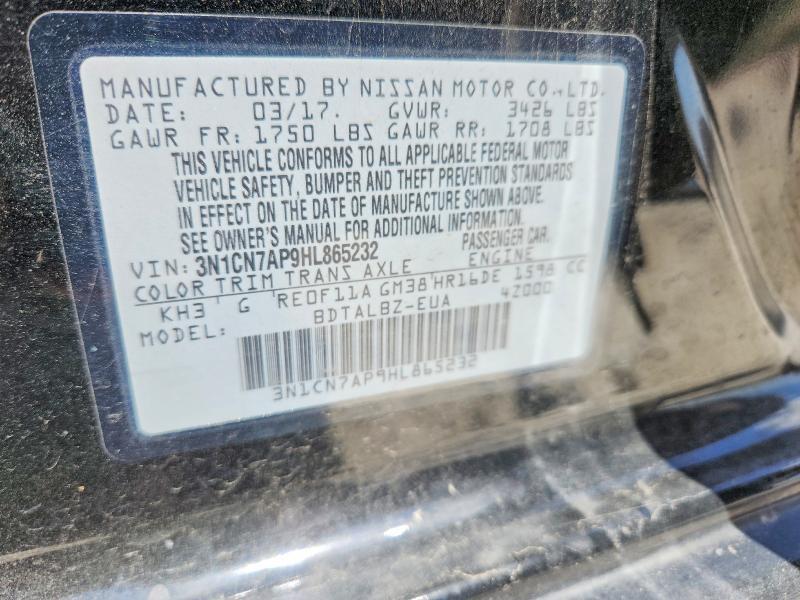 MANUFACTURED BY NISSAN MOTOR CO., LTD.
DATE: 03/17. GVWR: 3426 LBS
GAWR FR: 1750 LBS GAWR RR: 1708 LBS
THIS VEHICLE CONFORMS TO ALL APPLICABLE FEDERAL MOTOR
VEHICLE SAFETY, BUMPER AND THEFT PREVENTION STANDARDS
IN EFFECT ON THE DATE OF MANUFACTURE SHOWN ABOVE.
SEE OWNER'S MANUAL FOR ADDITIONAL INFORMATION.
VIN: 3N1CN7AP9HL865232 PASSENGER CAR.
COLOR TRIM TRANS AXLE ENGINE
KH3 G RE0F11A GM38 HR16DE 1598 CC
MODEL: BDTALBZ-EUA 4Z000
3N1CN7AP9HL865232